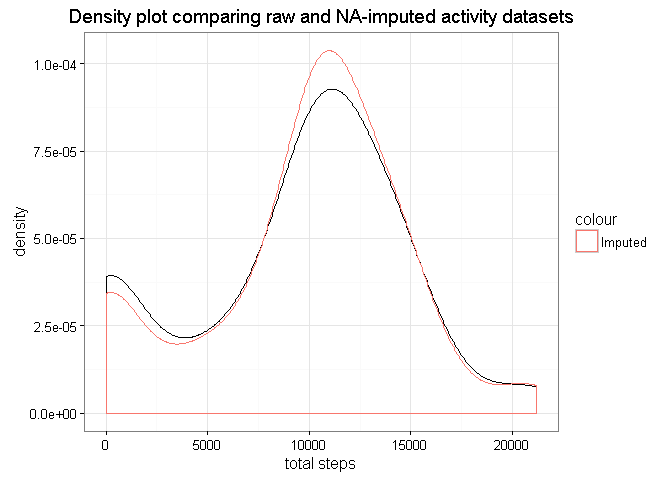 Density plot comparing raw and NA-imputed activity datasets
1.0e-04
7.5e-05
5.0e-05
2.5e-05
0.0e+00
density
0 5000 10000 15000 20000
total steps
colour
Imputed